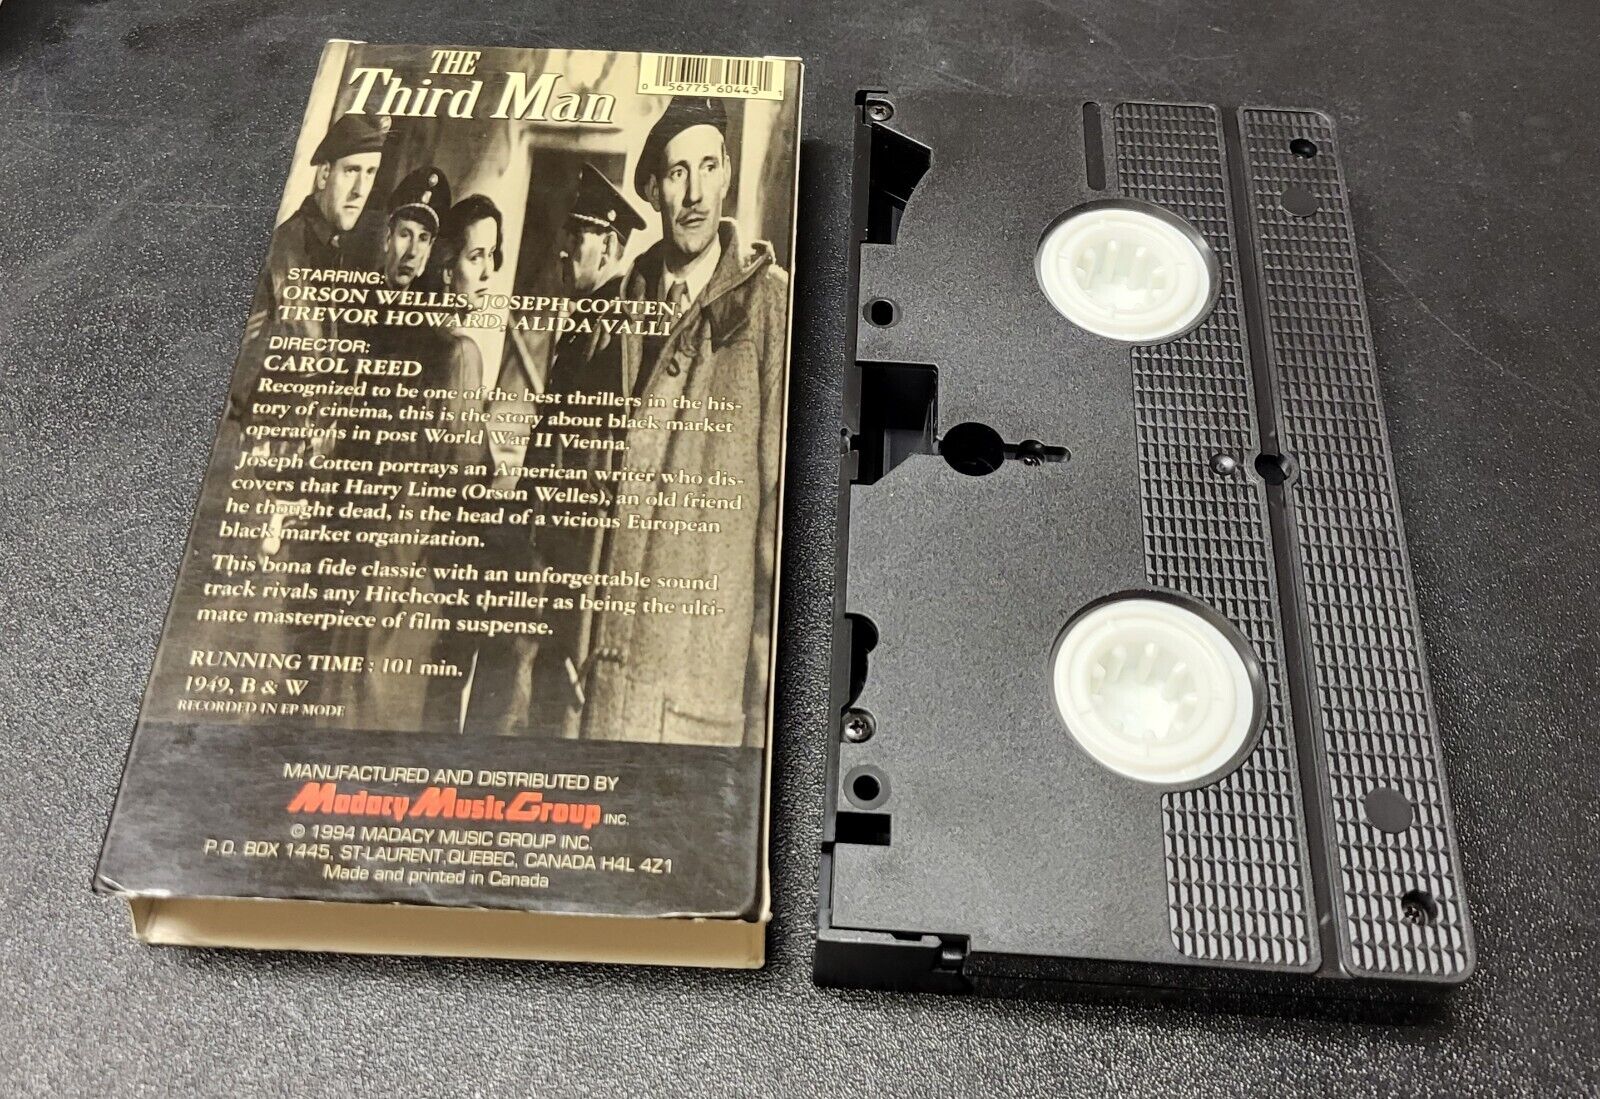 THE
Third Man
0 56775 60443 1
STARRING:
ORSON WELLES, JOSEPH COTTEN,
TREVOR HOWARD, ALIDA VALLI
DIRECTOR:
CAROL REED
Recognized to be one of the best thrillers in the his-
tory of cinema, this is the story about black market
operations in post World War II Vienna.
Joseph Cotten portrays an American writer who dis-
covers that Harry Lime (Orson Welles), an old friend
he thought dead, is the head of a vicious European
black market organization.
This bona fide classic with an unforgettable sound
track rivals any Hitchcock thriller as being the ulti-
mate masterpiece of film suspense.
RUNNING TIME : 101 min.
1949, B & W
RECORDED IN EP MODE
MANUFACTURED AND DISTRIBUTED BY
Madacy Music Group INC.
© 1994 MADACY MUSIC GROUP INC.
P.O. BOX 1445, ST-LAURENT, QUEBEC, CANADA H4L 4Z1
Made and printed in Canada